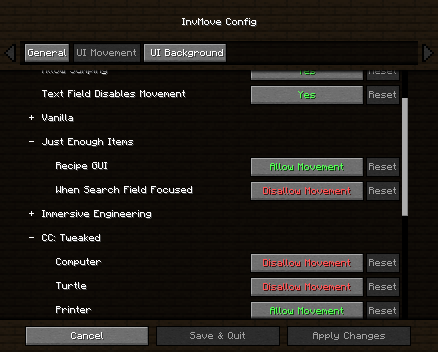 InvMove Config
General UI Movement UI Background
Allow Jumping Yes Reset
Text Field Disables Movement Yes Reset
+ Vanilla
- Just Enough Items
Recipe GUI Allow Movement Reset
When Search Field Focused Disallow Movement Reset
+ Immersive Engineering
- CC: Tweaked
Computer Disallow Movement Reset
Turtle Disallow Movement Reset
Printer Allow Movement Reset
Cancel Save & Quit Apply Changes